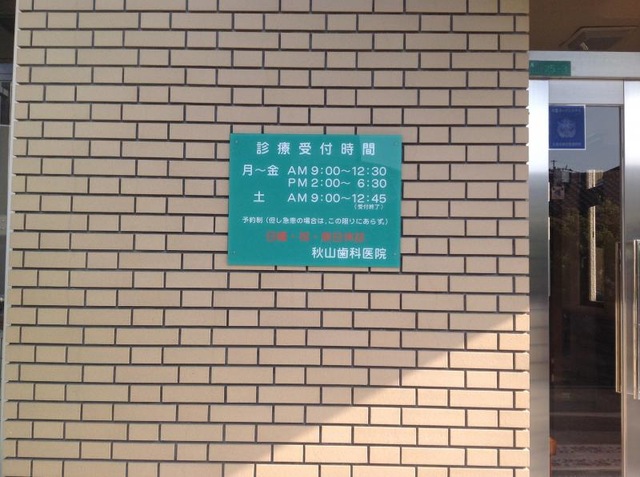 診療受付時間
月～金 AM 9:00～12:30
PM 2:00～ 6:30
土 AM 9:00～12:45
(受付終了)
予約制 (但し急患の場合は、この限りにあらず。)
日曜・祭・祝日休診
秋山歯科医院